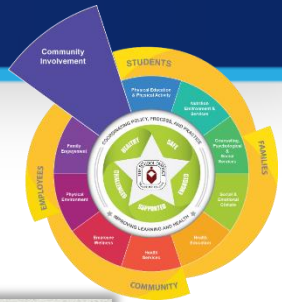 Community
Involvement
STUDENTS
Physical Education
& Physical Activity
Nutrition
Environment &
Services
Counseling,
Psychological
& Social
Services
FAMILIES
Social &
Emotional
Climate
Health
Education
COMMUNITY
Health
Services
Employee
Wellness
EMPLOYEES
Physical
Environment
Family
Engagement
COORDINATING POLICY, PROCESS, AND PRACTICE
IMPROVING LEARNING AND HEALTH
HEALTHY
SAFE
ENGAGED
SUPPORTED
CHALLENGED